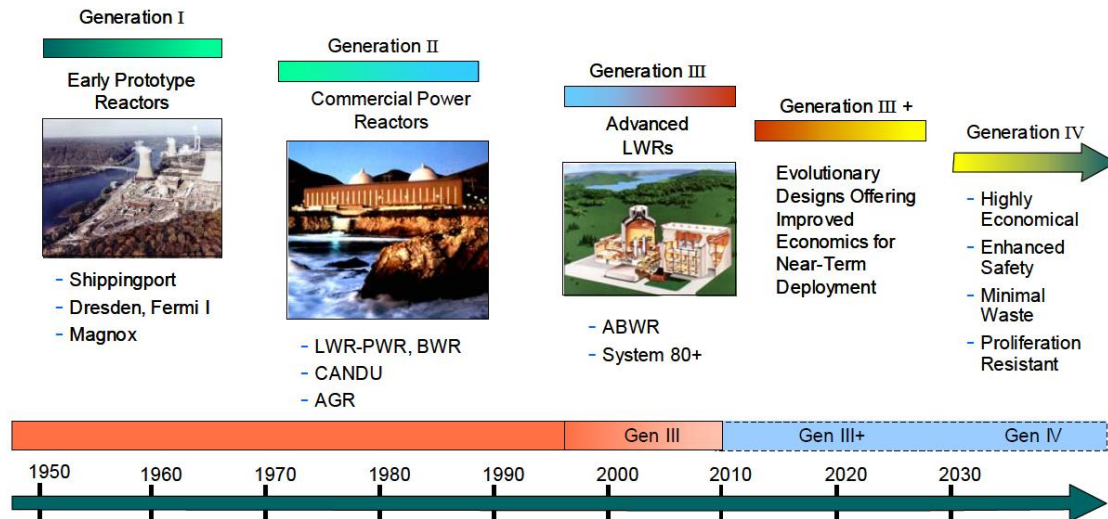 Generation Ⅰ
Early Prototype
Reactors
- Shippingport
- Dresden, Fermi I
- Magnox
Generation Ⅱ
Commercial Power
Reactors
- LWR-PWR, BWR
- CANDU
- AGR
Generation Ⅲ
Advanced
LWRs
- ABWR
- System 80+
Generation Ⅲ +
Evolutionary
Designs Offering
Improved
Economics for
Near-Term
Deployment
Generation Ⅳ
- Highly
Economical
- Enhanced
Safety
- Minimal
Waste
- Proliferation
Resistant
Gen Ⅲ
Gen Ⅲ+
Gen Ⅳ
1950
1960
1970
1980
1990
2000
2010
2020
2030